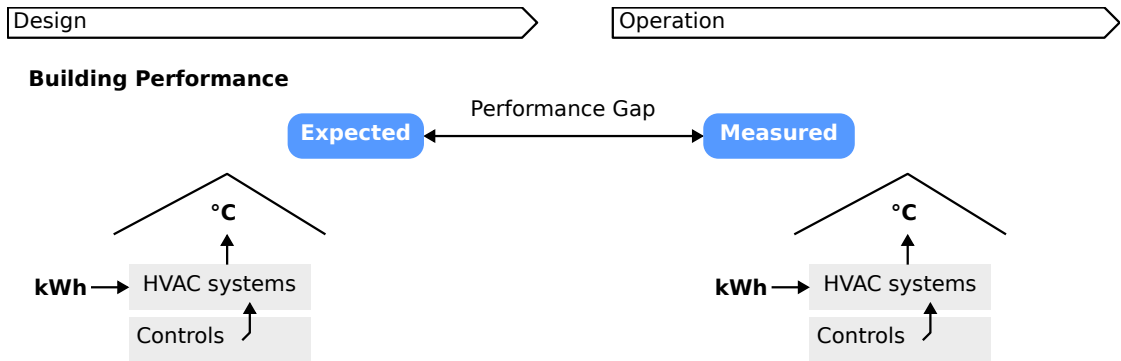 Design
Operation
Building Performance
Performance Gap
Expected
Measured
°C
°C
kWh
HVAC systems
kWh
HVAC systems
Controls
Controls